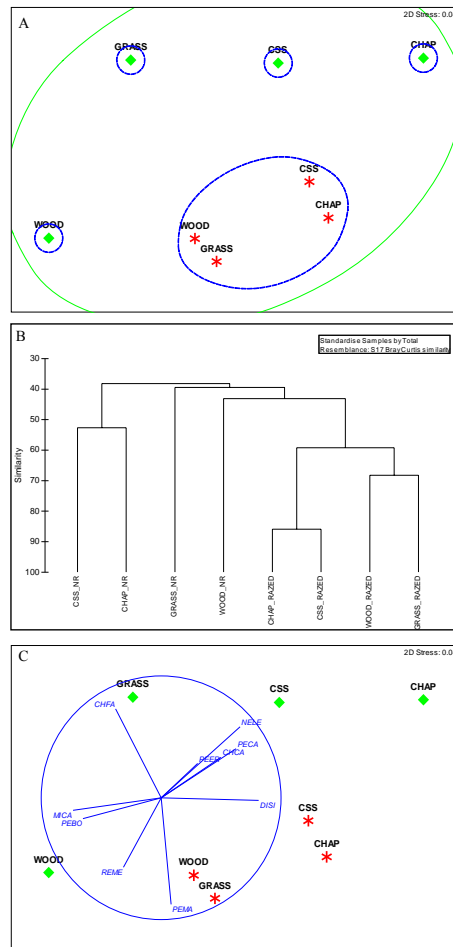 A
2D Stress: 0.0
GRASS
CSS
CHAP
CSS
CHAP
WOOD
WOOD
GRASS
B
Standardise Samples by Total
Resemblance: S17 BrayCurtis similarity
30
40
50
60
70
80
90
100
Similarity
CSS_NR
CHAP_NR
GRASS_NR
WOOD_NR
CHAP_RAZED
CSS_RAZED
WOOD_RAZED
GRASS_RAZED
C
2D Stress: 0.0
GRASS
CSS
CHAP
CHFA
NELE
PECA
CHCA
DISI
MICA
PEBO
CSS
CHAP
WOOD
REME
WOOD
GRASS
PEMA